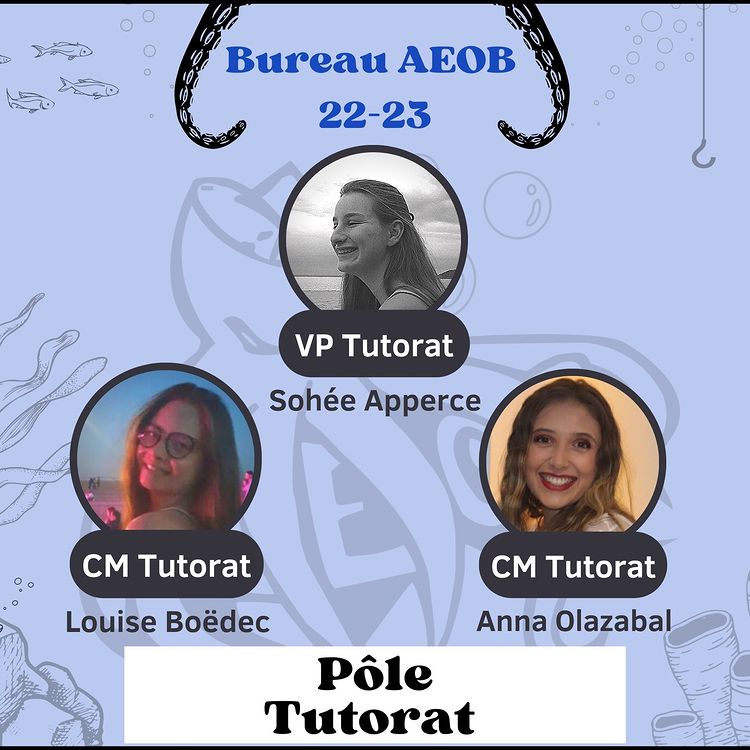 Bureau AEOB
22-23
VP Tutorat
Sohée Apperce
CM Tutorat
Louise Boëdec
CM Tutorat
Anna Olazabal
Pôle
Tutorat